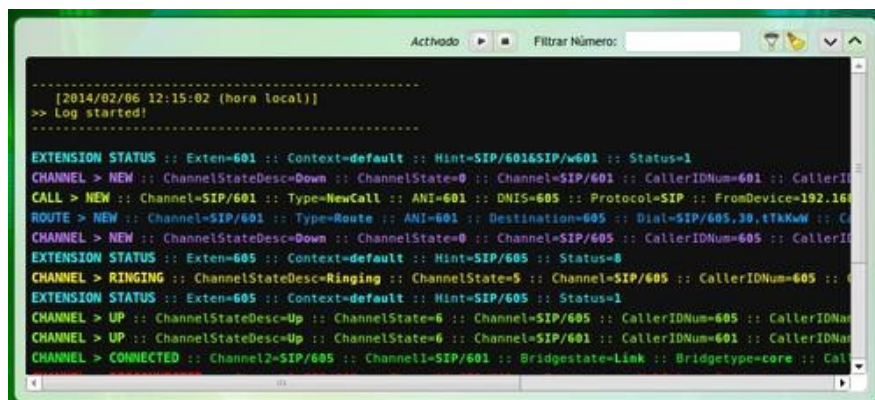 Activado Filtrar Número:
-------------------------------------------------
[2014/02/06 12:15:02 (hora local)]
>> Log started!
-------------------------------------------------
EXTENSION STATUS :: Exten=601 :: Context=default :: Hint=SIP/601&SIP/w601 :: Status=1
CHANNEL > NEW :: ChannelStateDesc=Down :: ChannelState=0 :: Channel=SIP/601 :: CallerIDNum=601 :: CallerID
CALL > NEW :: Channel=SIP/601 :: Type=NewCall :: ANI=601 :: DNIS=605 :: Protocol=SIP :: FromDevice=192.168
ROUTE > NEW :: Channel=SIP/601 :: Type=Route :: ANI=601 :: Destination=605 :: Dial=SIP/605,30,tTkKwW :: Ca
CHANNEL > NEW :: ChannelStateDesc=Down :: ChannelState=0 :: Channel=SIP/605 :: CallerIDNum=605 :: CallerID
EXTENSION STATUS :: Exten=605 :: Context=default :: Hint=SIP/605 :: Status=8
CHANNEL > RINGING :: ChannelStateDesc=Ringing :: ChannelState=5 :: Channel=SIP/605 :: CallerIDNum=605 ::
EXTENSION STATUS :: Exten=605 :: Context=default :: Hint=SIP/605 :: Status=1
CHANNEL > UP :: ChannelStateDesc=Up :: ChannelState=6 :: Channel=SIP/605 :: CallerIDNum=605 :: CallerIDNam
CHANNEL > UP :: ChannelStateDesc=Up :: ChannelState=6 :: Channel=SIP/601 :: CallerIDNum=601 :: CallerIDNam
CHANNEL > CONNECTED :: Channel2=SIP/605 :: Channel1=SIP/601 :: Bridgestate=Link :: Bridgetype=core :: Call